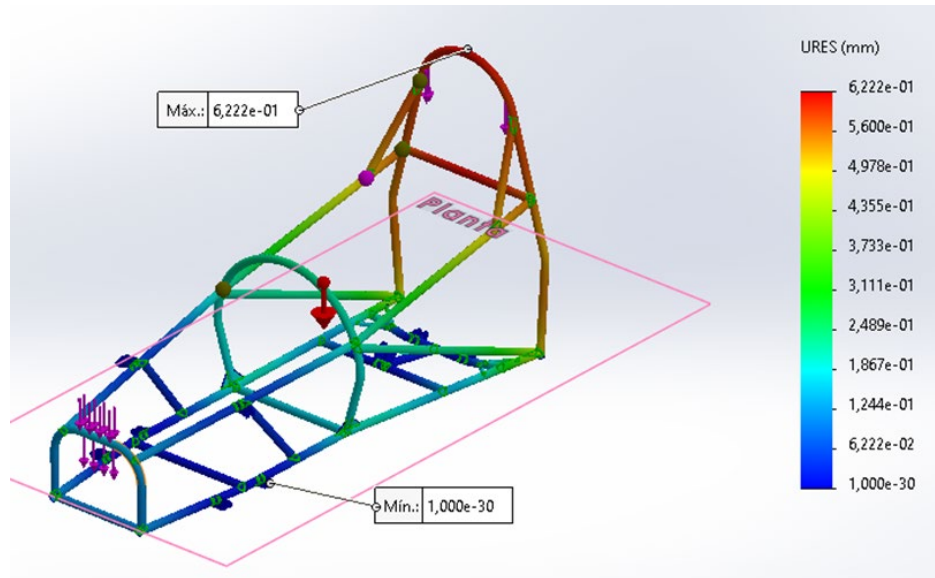 URES (mm)
6,222e-01
5,600e-01
4,978e-01
4,355e-01
3,733e-01
3,111e-01
2,489e-01
1,867e-01
1,244e-01
6,222e-02
1,000e-30
Máx.: 6,222e-01
Planta
Mín.: 1,000e-30